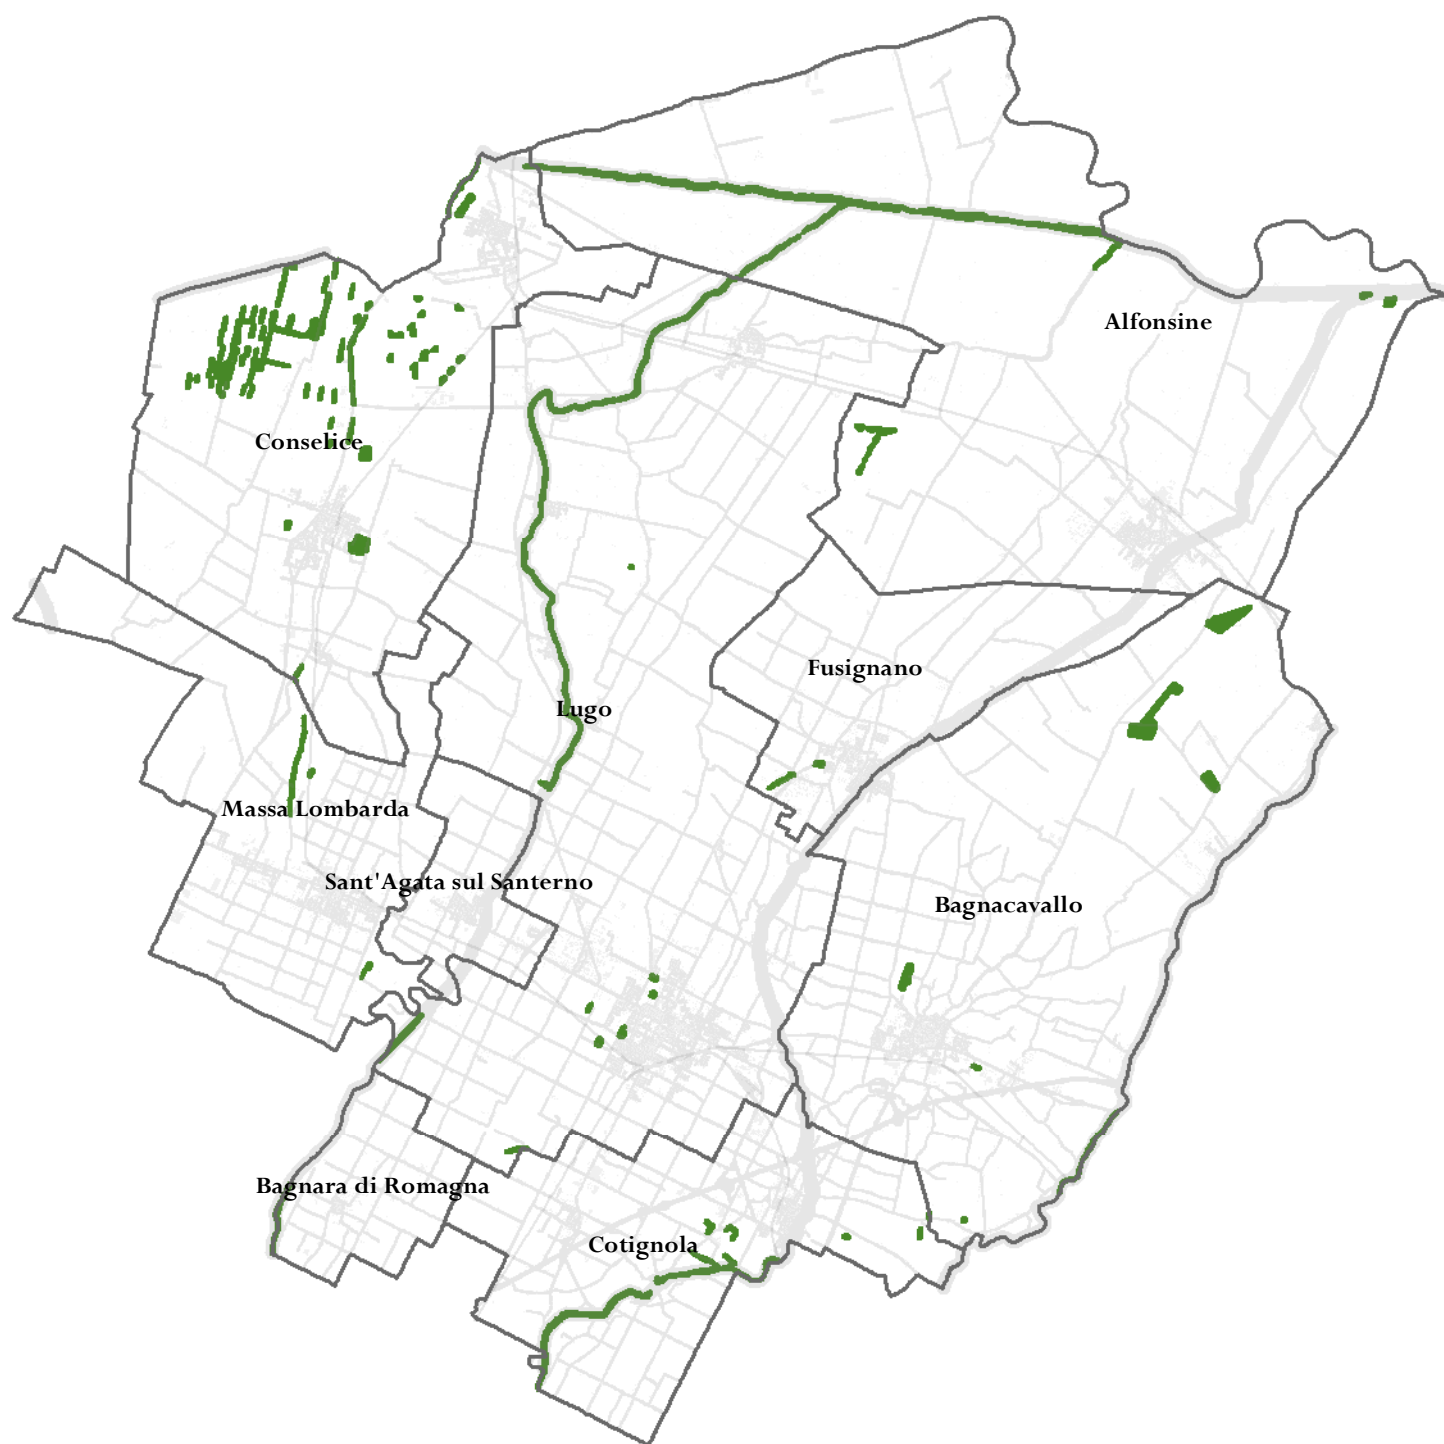 Alfonsine
Conselice
Fusignano
Lugo
Massa Lombarda
Sant'Agata sul Santerno
Bagnacavallo
Bagnara di Romagna
Cotignola